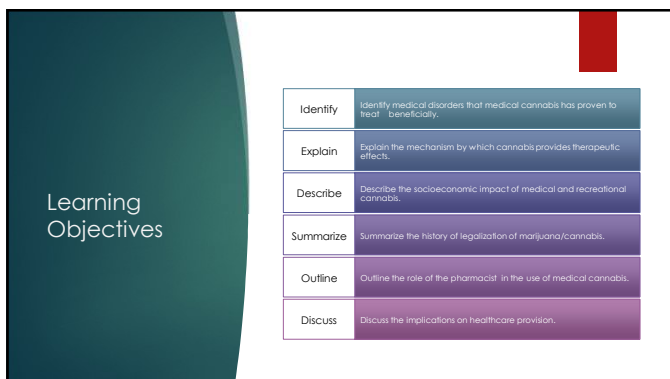 Learning
Objectives
Identify
Identify medical disorders that medical cannabis has proven to
treat beneficially.
Explain
Explain the mechanism by which cannabis provides therapeutic
effects.
Describe
Describe the socioeconomic impact of medical and recreational
cannabis.
Summarize
Summarize the history of legalization of marijuana/cannabis.
Outline
Outline the role of the pharmacist in the use of medical cannabis.
Discuss
Discuss the implications on healthcare provision.